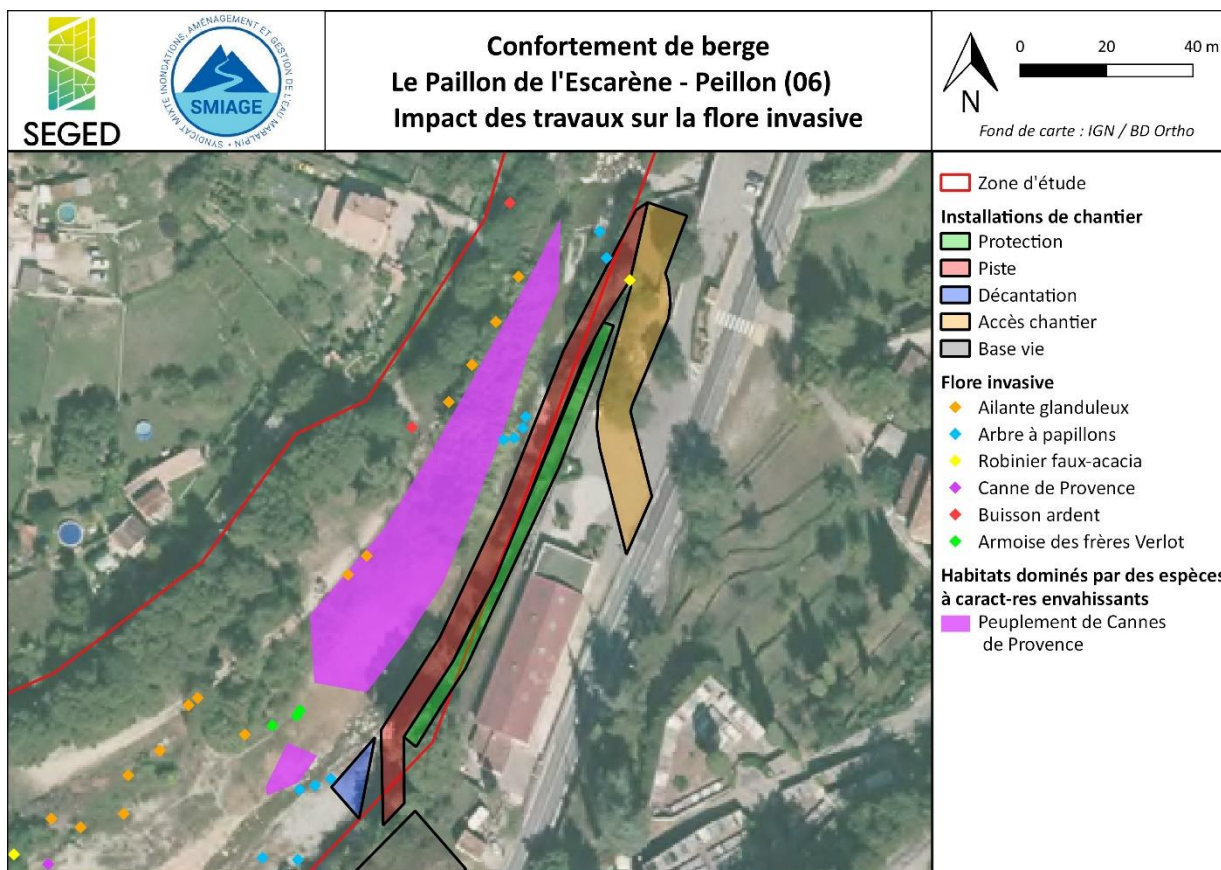 SEGED
SYNDICAT MIXTE INONDATIONS, AMÉNAGEMENT ET GESTION DE L'EAU MARALPIN
SMIAGE
Confortement de berge
Le Paillon de l'Escarène - Peillon (06)
Impact des travaux sur la flore invasive
0 20 40 m
N
Fond de carte : IGN / BD Ortho
Zone d'étude
Installations de chantier
Protection
Piste
Décantation
Accès chantier
Base vie
Flore invasive
Ailante glanduleux
Arbre à papillons
Robinier faux-acacia
Canne de Provence
Buisson ardent
Armoise des frères Verlot
Habitats dominés par des espèces
à caract-res envahissants
Peuplement de Cannes
de Provence